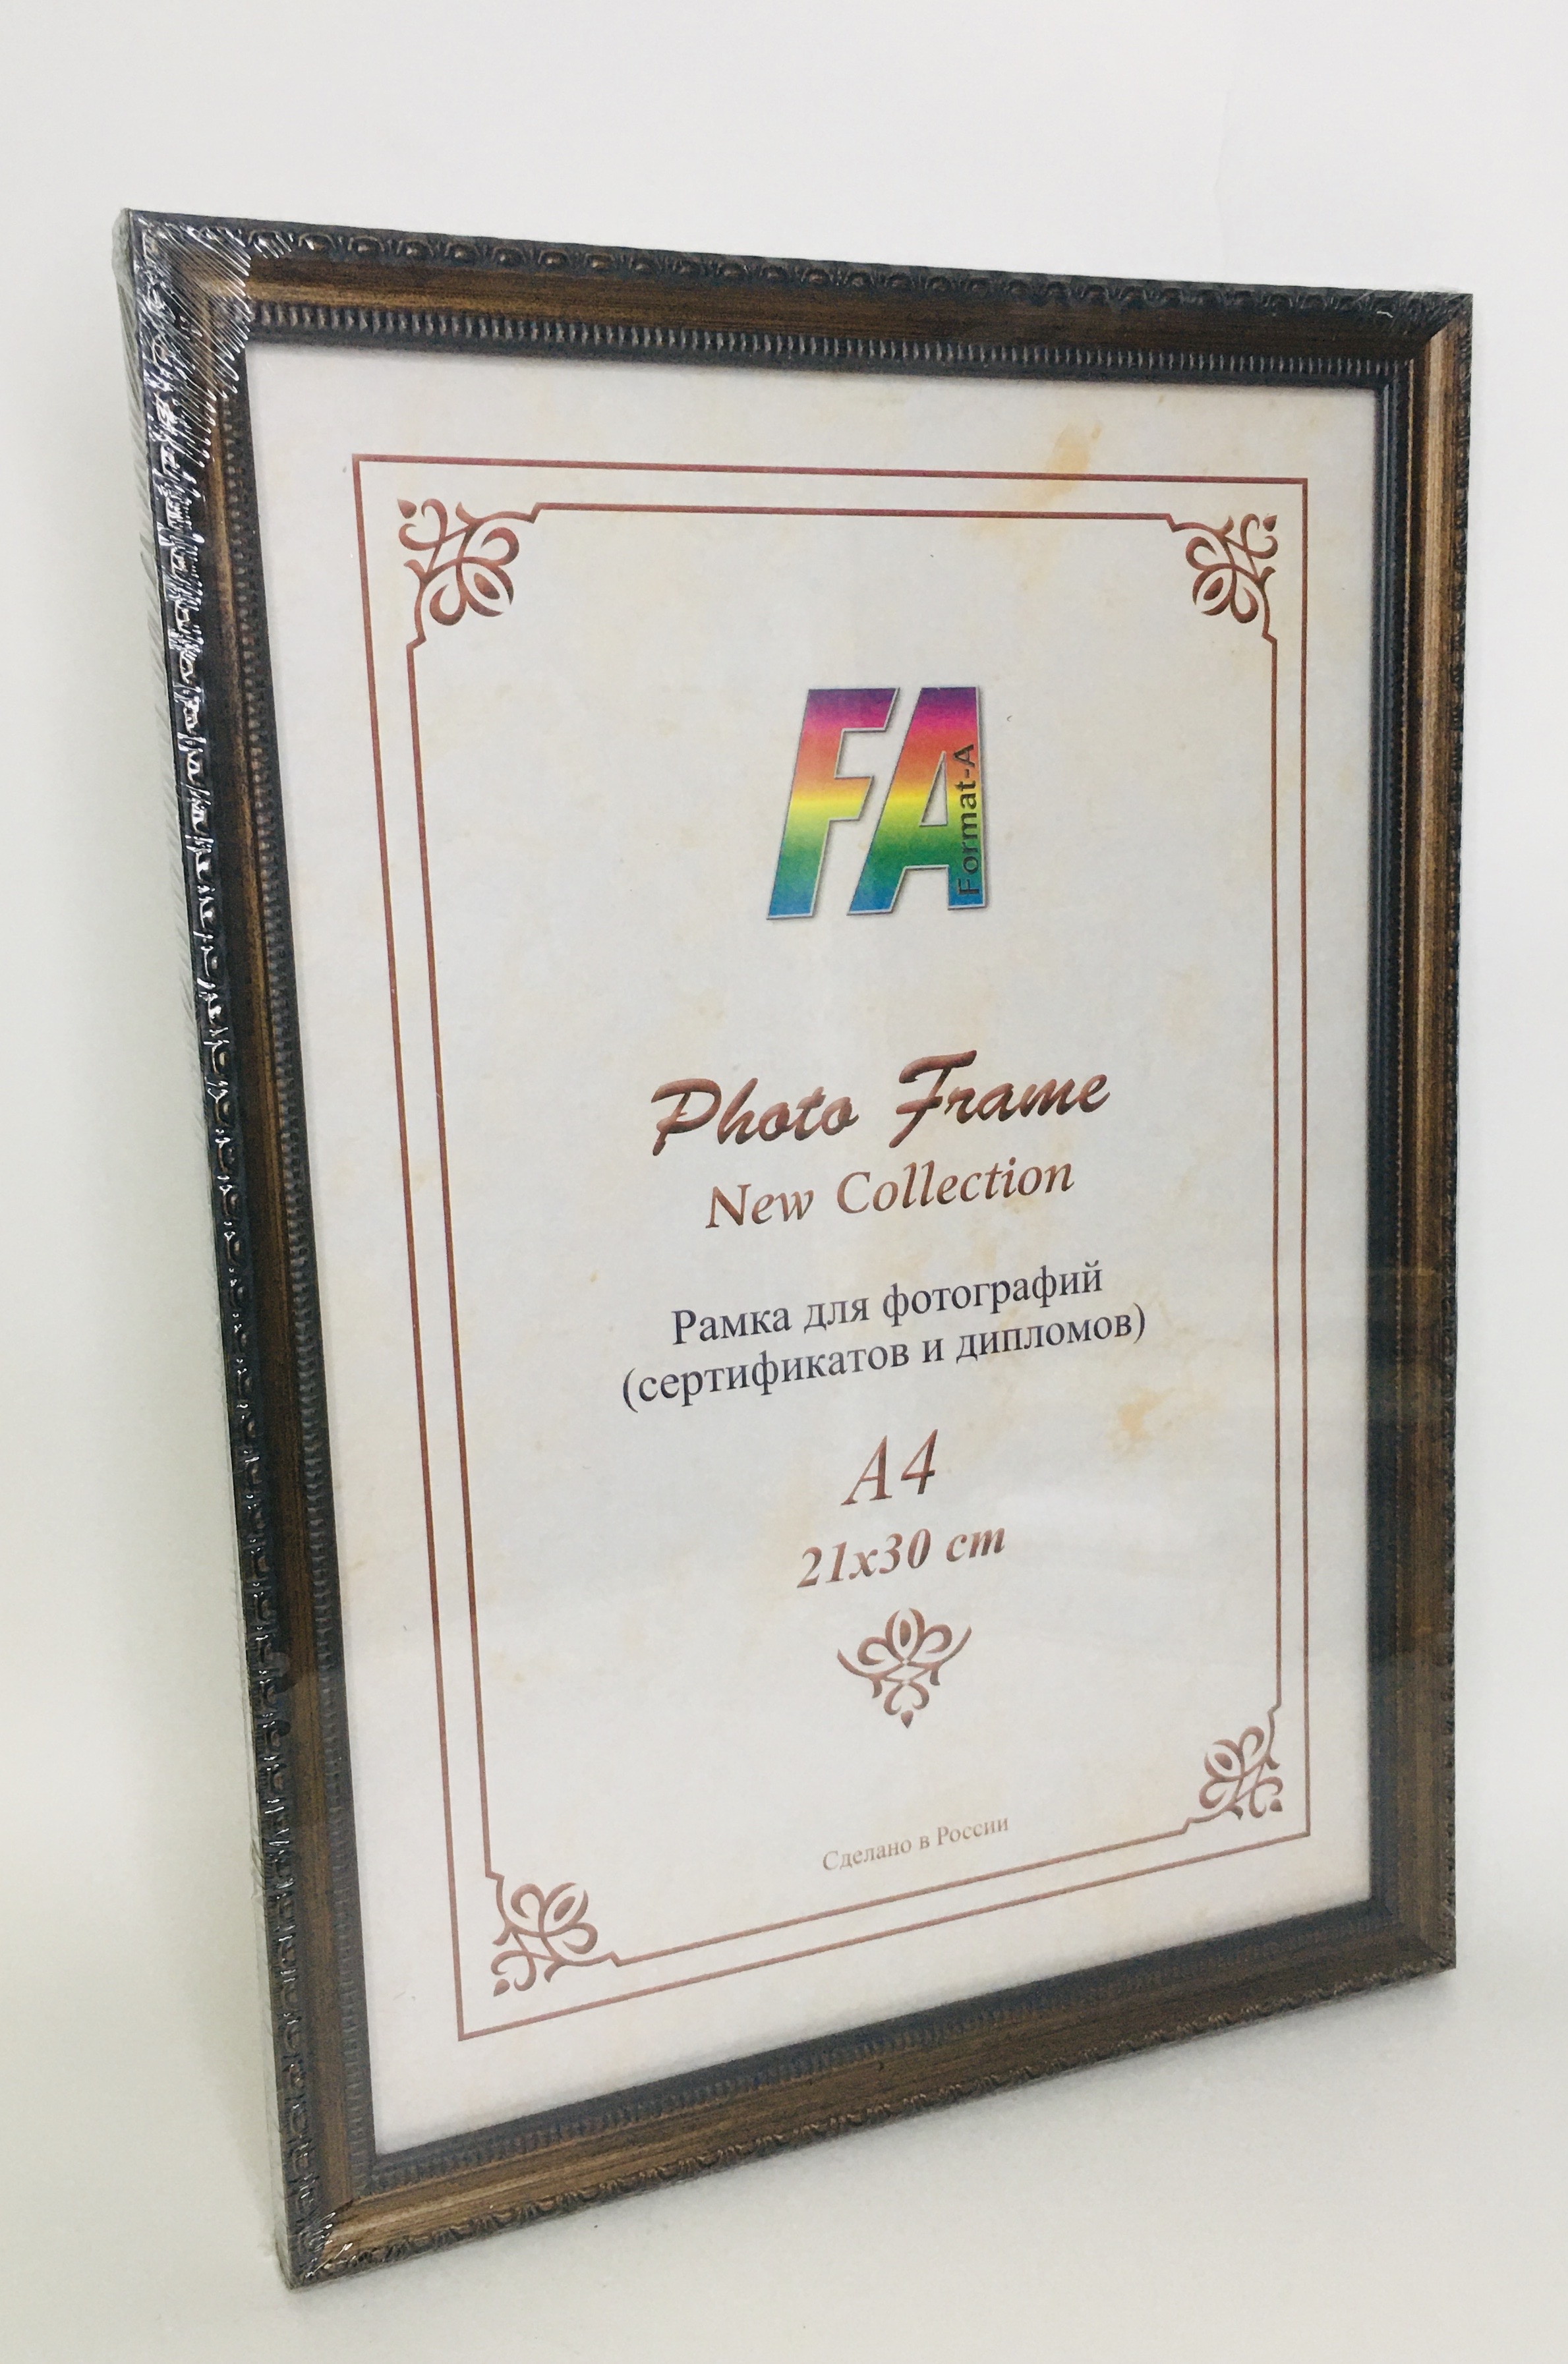 FA
Format-A
Photo Frame
New Collection
Рамка для фотографий
(сертификатов и дипломов)
A4
21x30 cm
Сделано в России